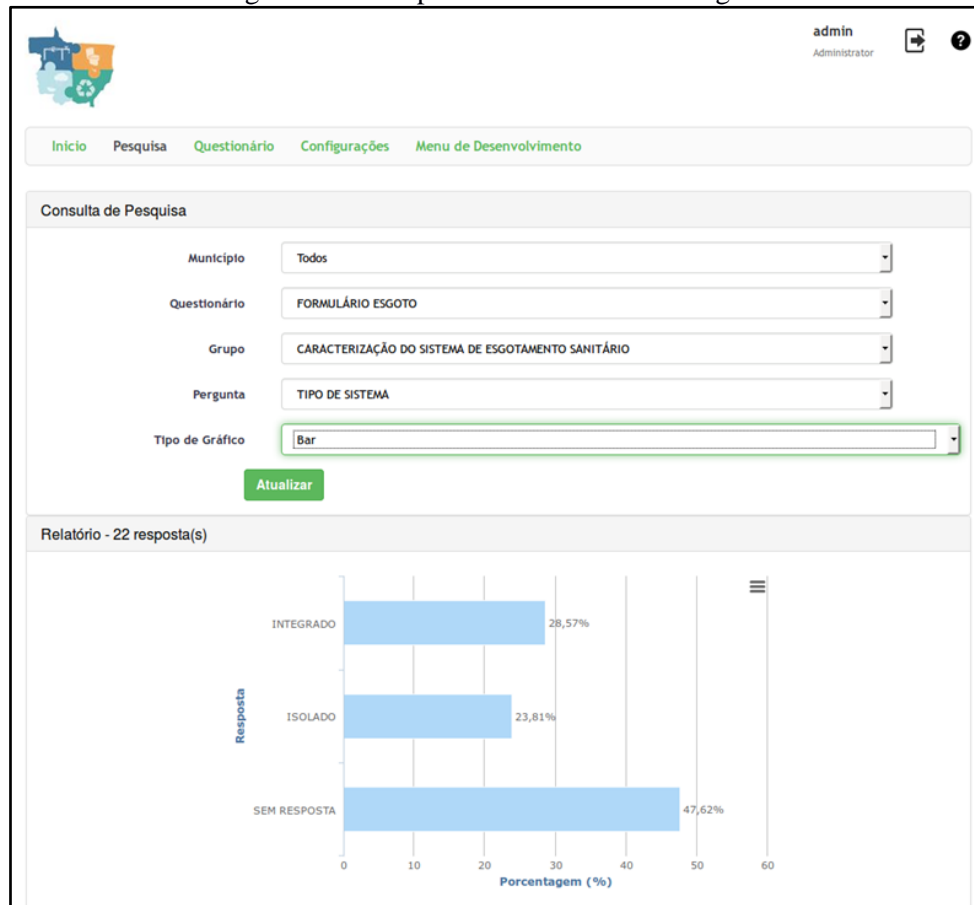 admin
Administrator
Início Pesquisa Questionário Configurações Menu de Desenvolvimento
Consulta de Pesquisa
Município Todos
Questionário FORMULÁRIO ESGOTO
Grupo CARACTERIZAÇÃO DO SISTEMA DE ESGOTAMENTO SANITÁRIO
Pergunta TIPO DE SISTEMA
Tipo de Gráfico Bar
Atualizar
Relatório - 22 resposta(s)
INTEGRADO 28,57%
Resposta
ISOLADO 23,81%
SEM RESPOSTA 47,62%
0 10 20 30 40 50 60
Porcentagem (%)